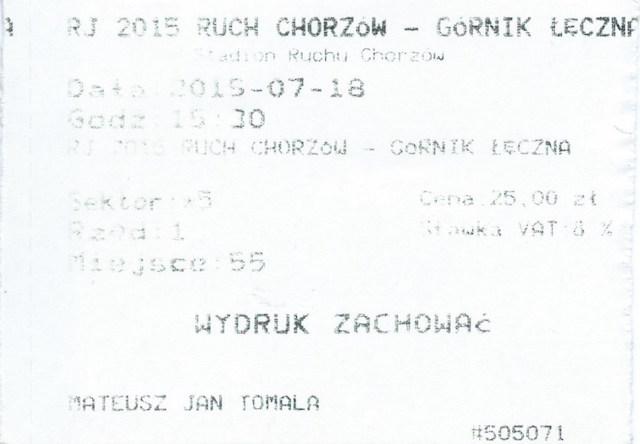 RJ 2015 RUCH CHORZÓW - GÓRNIK ŁĘCZNA
Stadion Ruchu Chorzów
Data:2015-07-18
Godz:15:30
RJ 2015 RUCH CHORZÓW - GÓRNIK ŁĘCZNA
Sektor: 5
Cena:25,00 zł
Rząd:1
Stawka VAT:8 %
Miejsce:55
WYDRUK ZACHOWAĆ
MATEUSZ JAN TOMALA
#505071